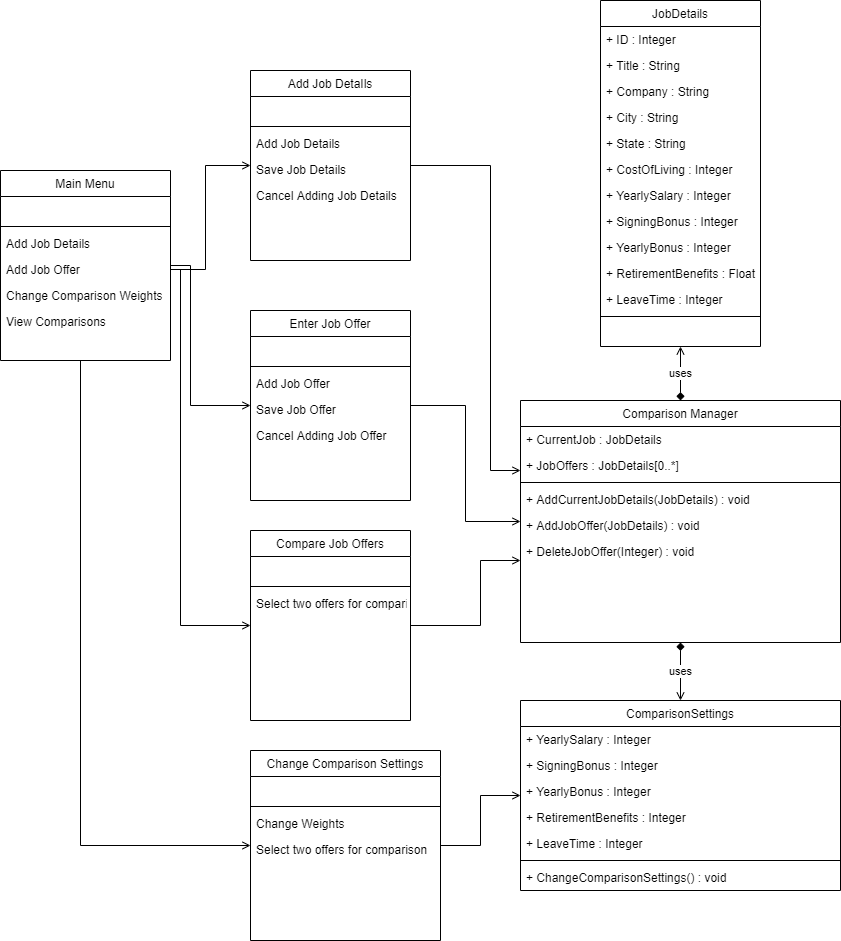 JobDetails
+ ID : Integer
+ Title : String
+ Company : String
+ City : String
+ State : String
+ CostOfLiving : Integer
+ YearlySalary : Integer
+ SigningBonus : Integer
+ YearlyBonus : Integer
+ RetirementBenefits : Float
+ LeaveTime : Integer
Add Job Details
Add Job Details
Save Job Details
Cancel Adding Job Details
Main Menu
Add Job Details
Add Job Offer
Change Comparison Weights
View Comparisons
Enter Job Offer
Add Job Offer
Save Job Offer
Cancel Adding Job Offer
uses
Comparison Manager
+ CurrentJob : JobDetails
+ JobOffers : JobDetails[0..*]
+ AddCurrentJobDetails(JobDetails) : void
+ AddJobOffer(JobDetails) : void
+ DeleteJobOffer(Integer) : void
Compare Job Offers
Select two offers for compari
uses
ComparisonSettings
+ YearlySalary : Integer
+ SigningBonus : Integer
+ YearlyBonus : Integer
+ RetirementBenefits : Integer
+ LeaveTime : Integer
+ ChangeComparisonSettings() : void
Change Comparison Settings
Change Weights
Select two offers for comparison